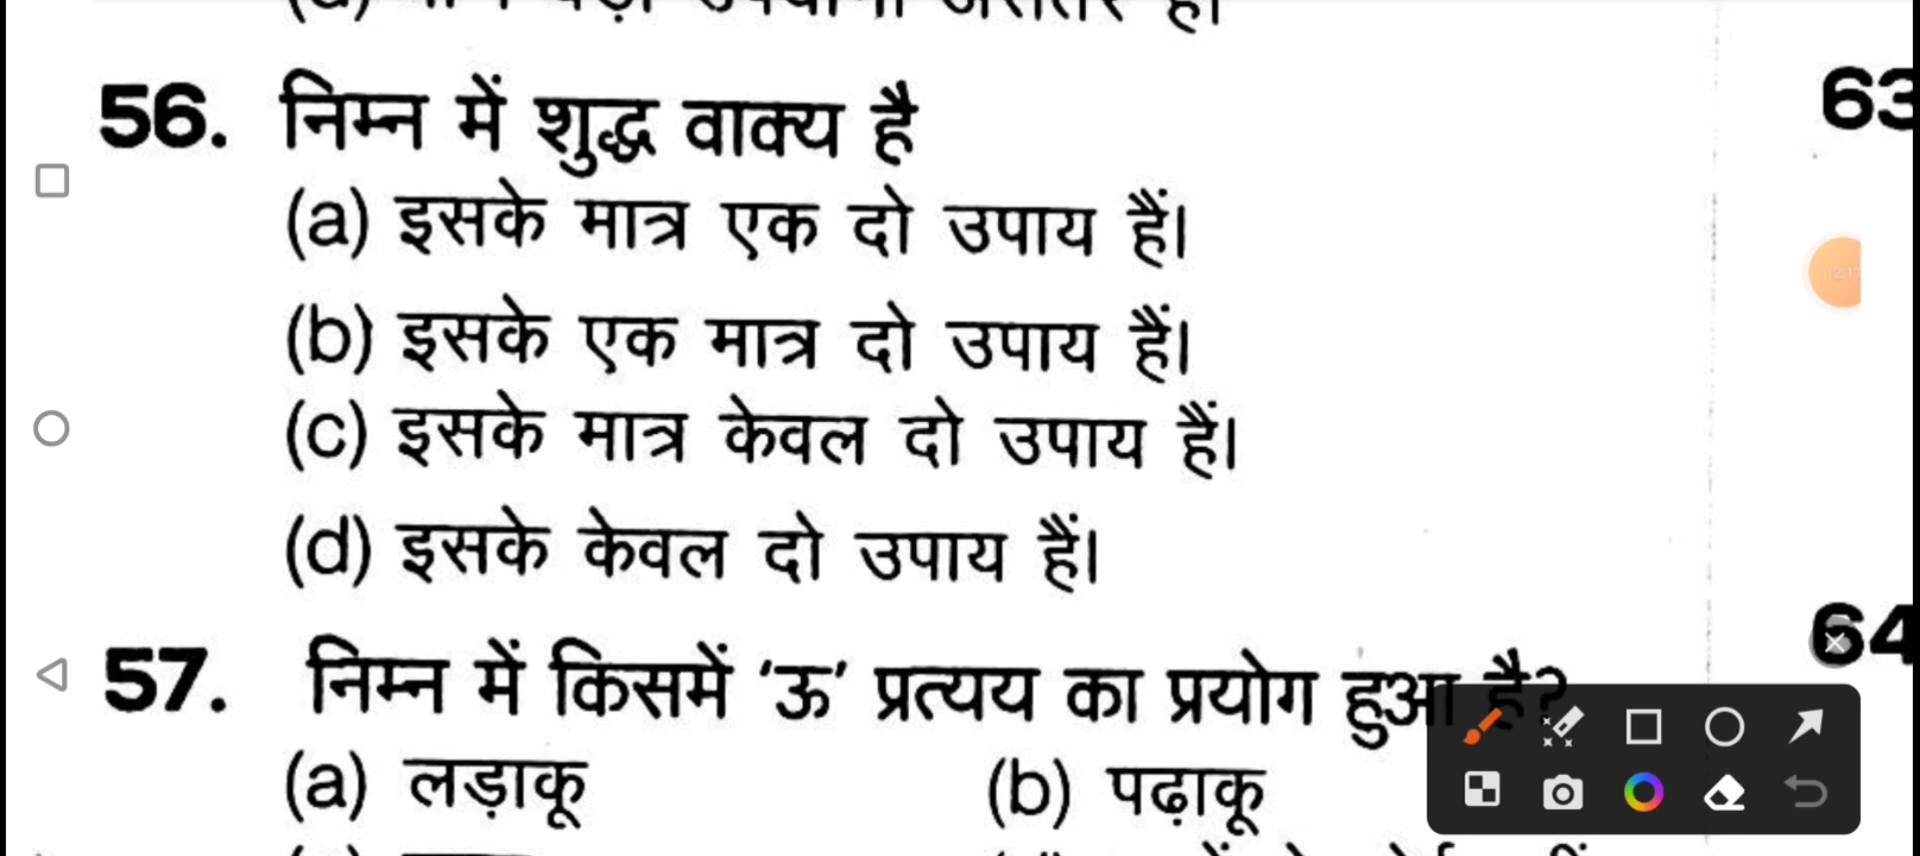 56. निम्न में शुद्ध वाक्य है
(a) इसके मात्र एक दो उपाय हैं।
(b) इसके एक मात्र दो उपाय हैं।
(c) इसके मात्र केवल दो उपाय हैं।
(d) इसके केवल दो उपाय हैं।
57. निम्न में किसमें ‘ऊ’ प्रत्यय का प्रयोग हुआ है?
(a) लड़ाकू (b) पढ़ाकू
63
64